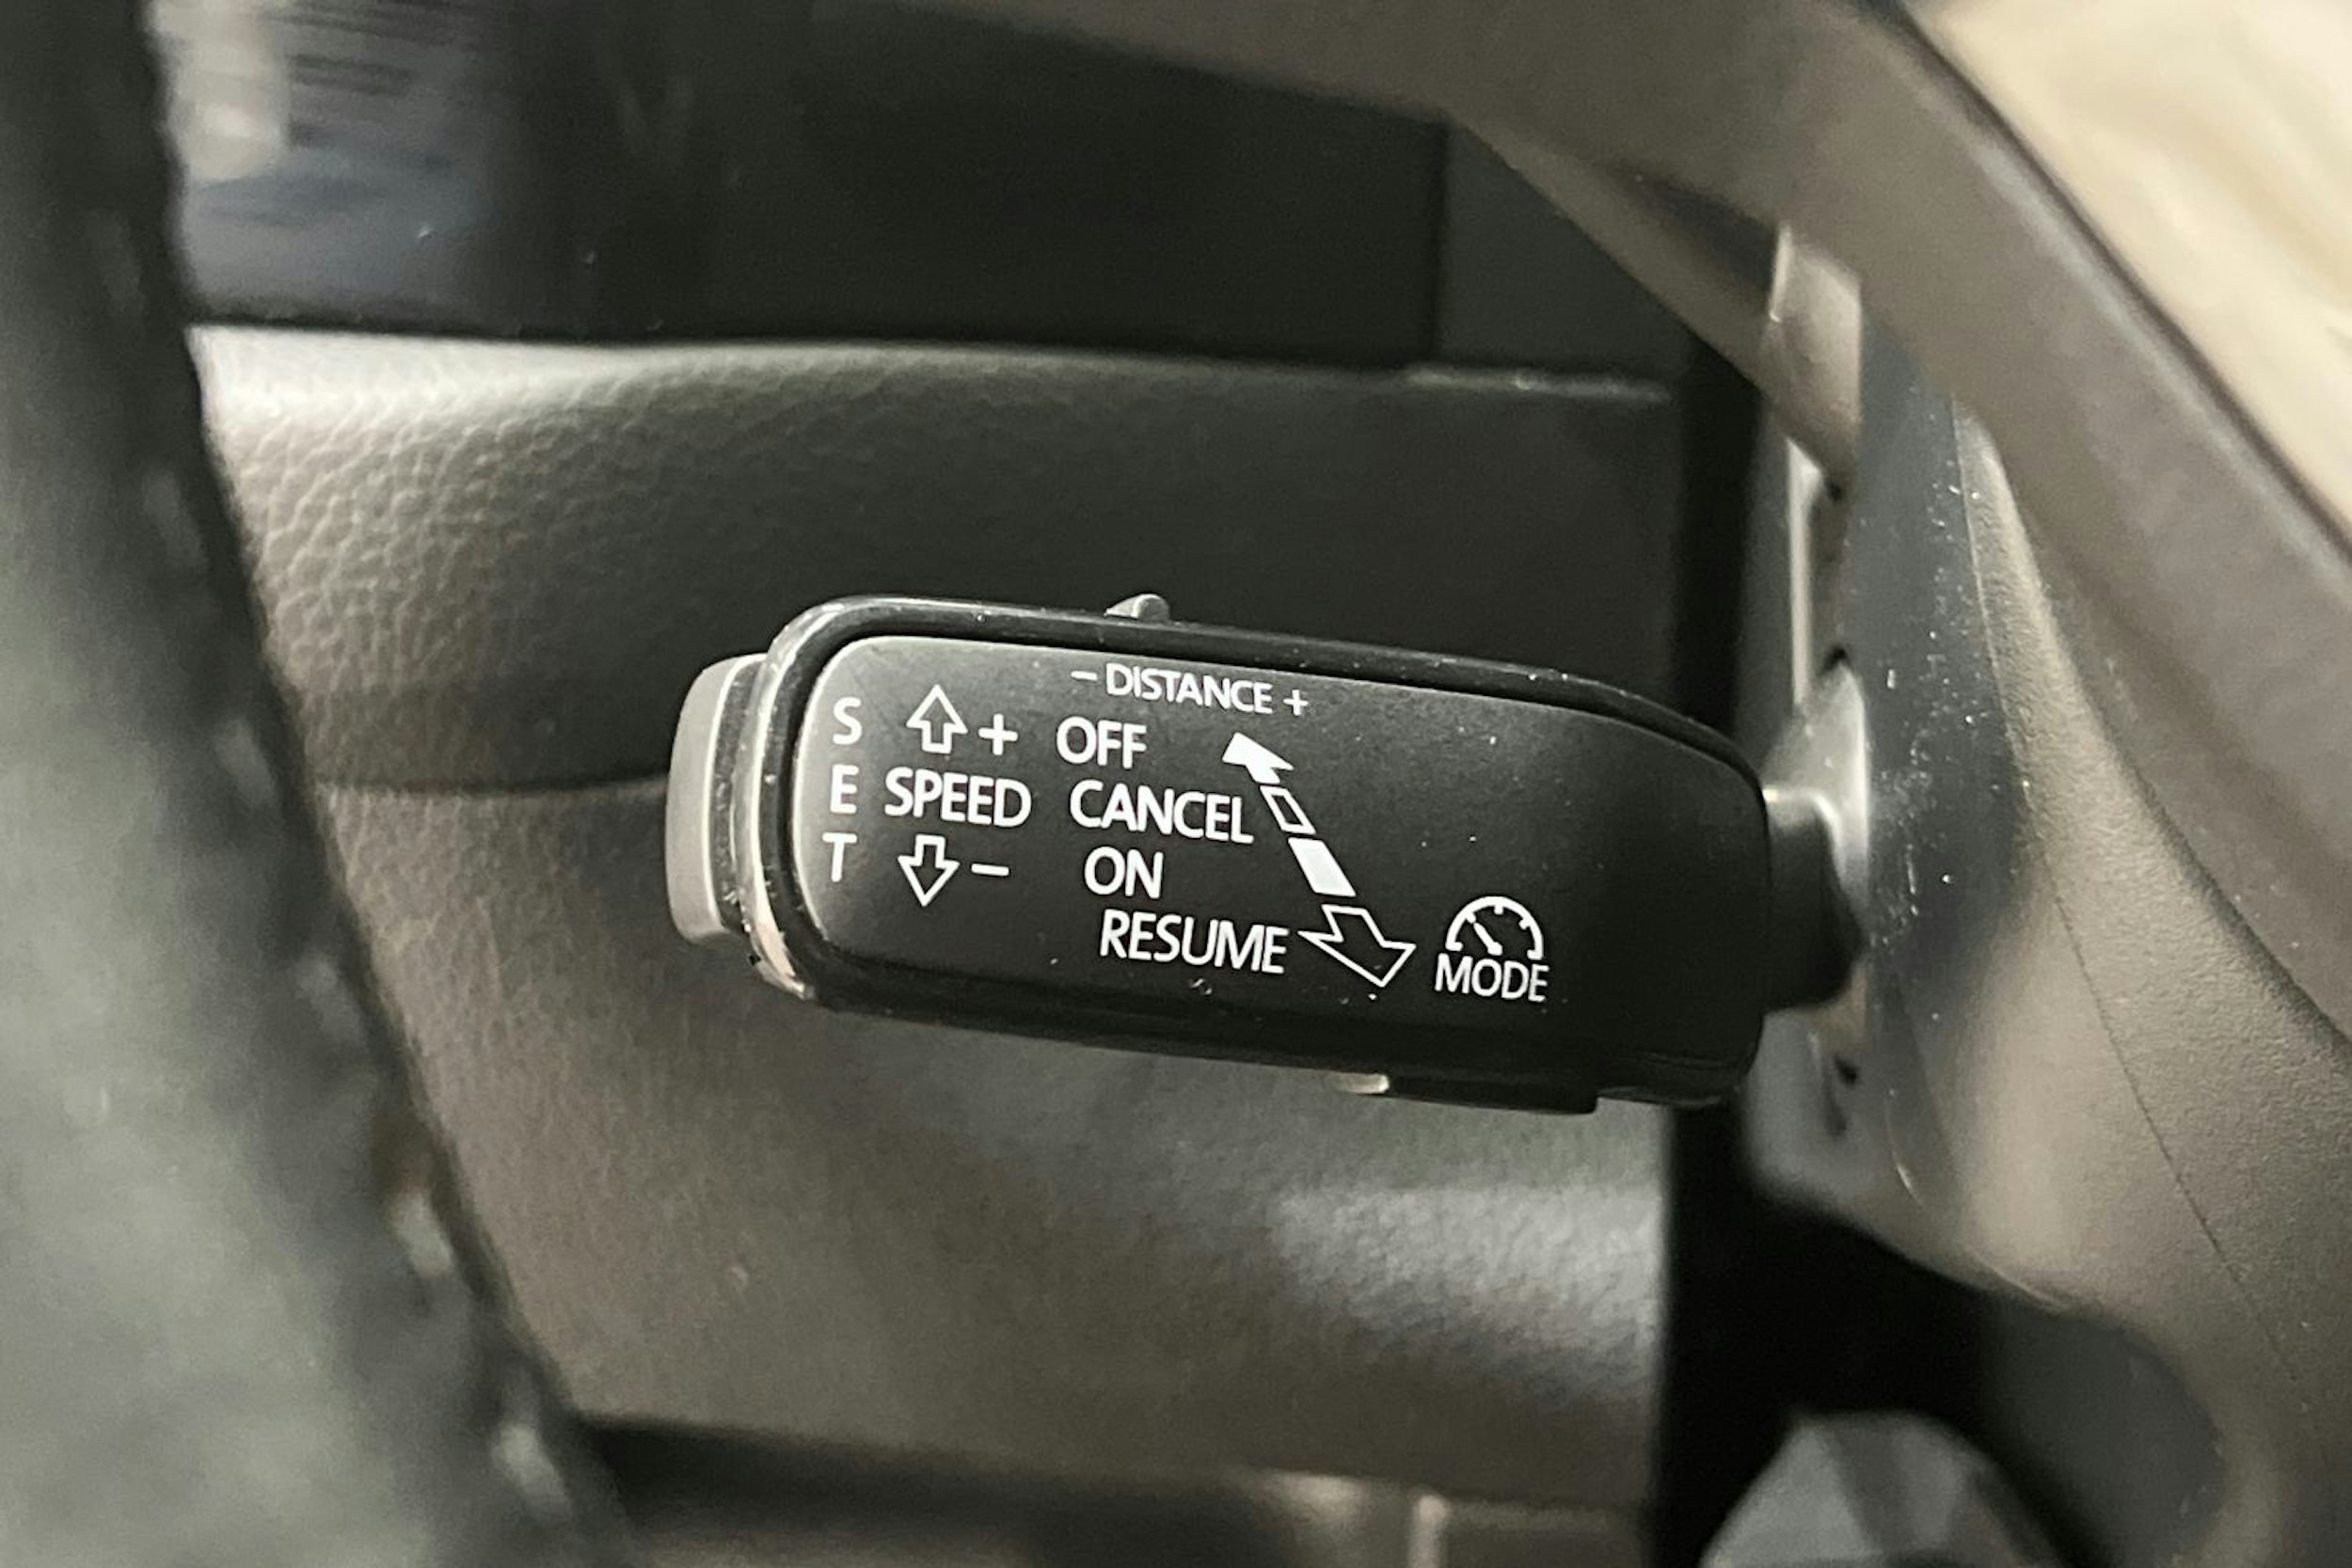 - DISTANCE +
S + OFF
E SPEED CANCEL
T - ON
RESUME
MODE